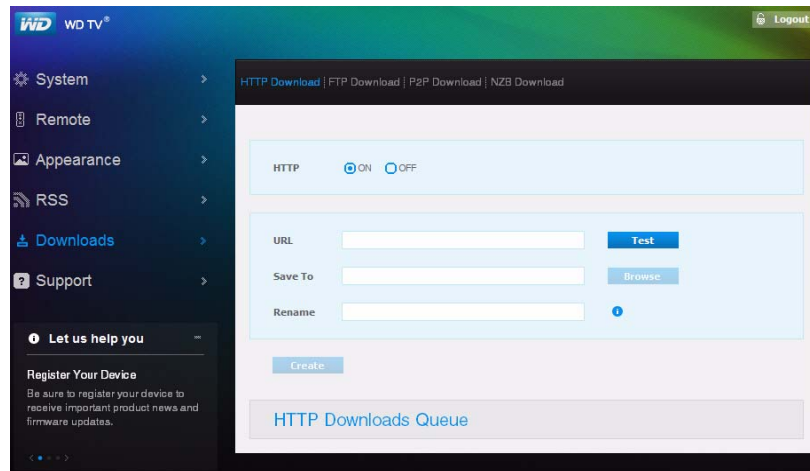 WD WD TV®
Logout
System
Remote
Appearance
RSS
Downloads
Support
Let us help you
Register Your Device
Be sure to register your device to
receive important product news and
firmware updates.
HTTP Download | FTP Download | P2P Download | NZB Download
HTTP ON OFF
URL Test
Save To Browse
Rename
Create
HTTP Downloads Queue